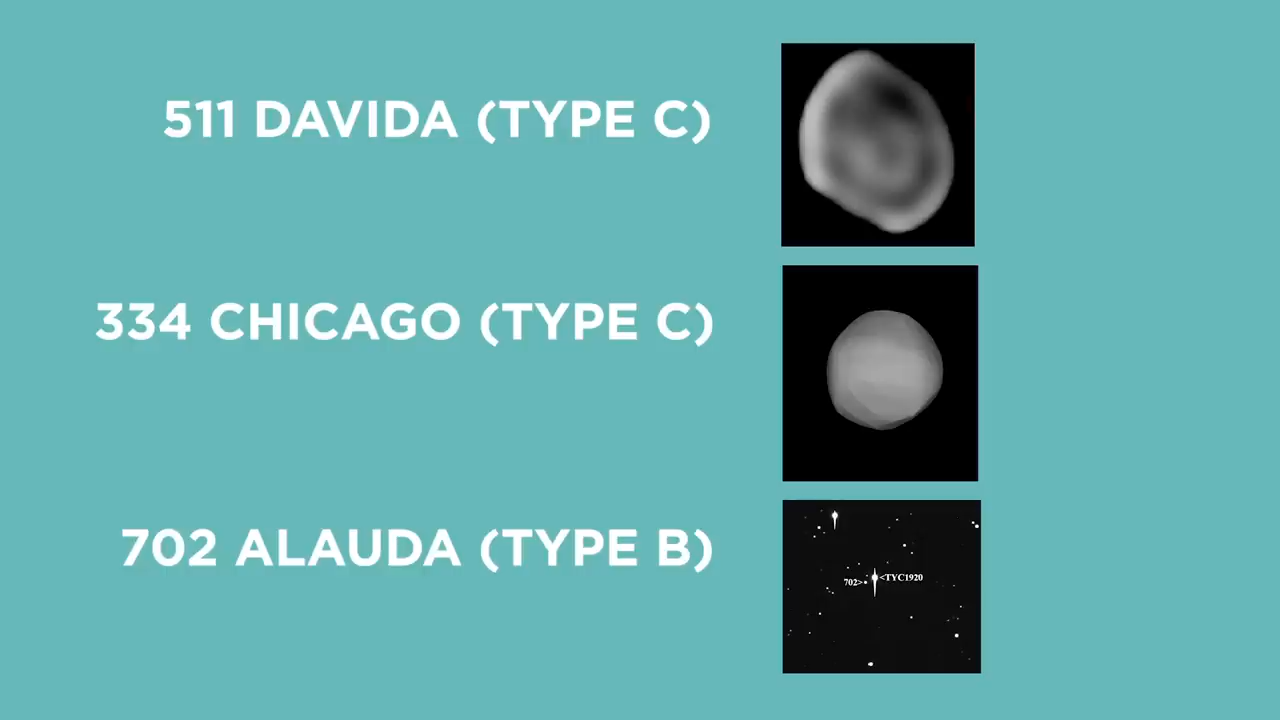 511 DAVIDA (TYPE C)
334 CHICAGO (TYPE C)
702 ALAUDA (TYPE B)
702> <TYC1920